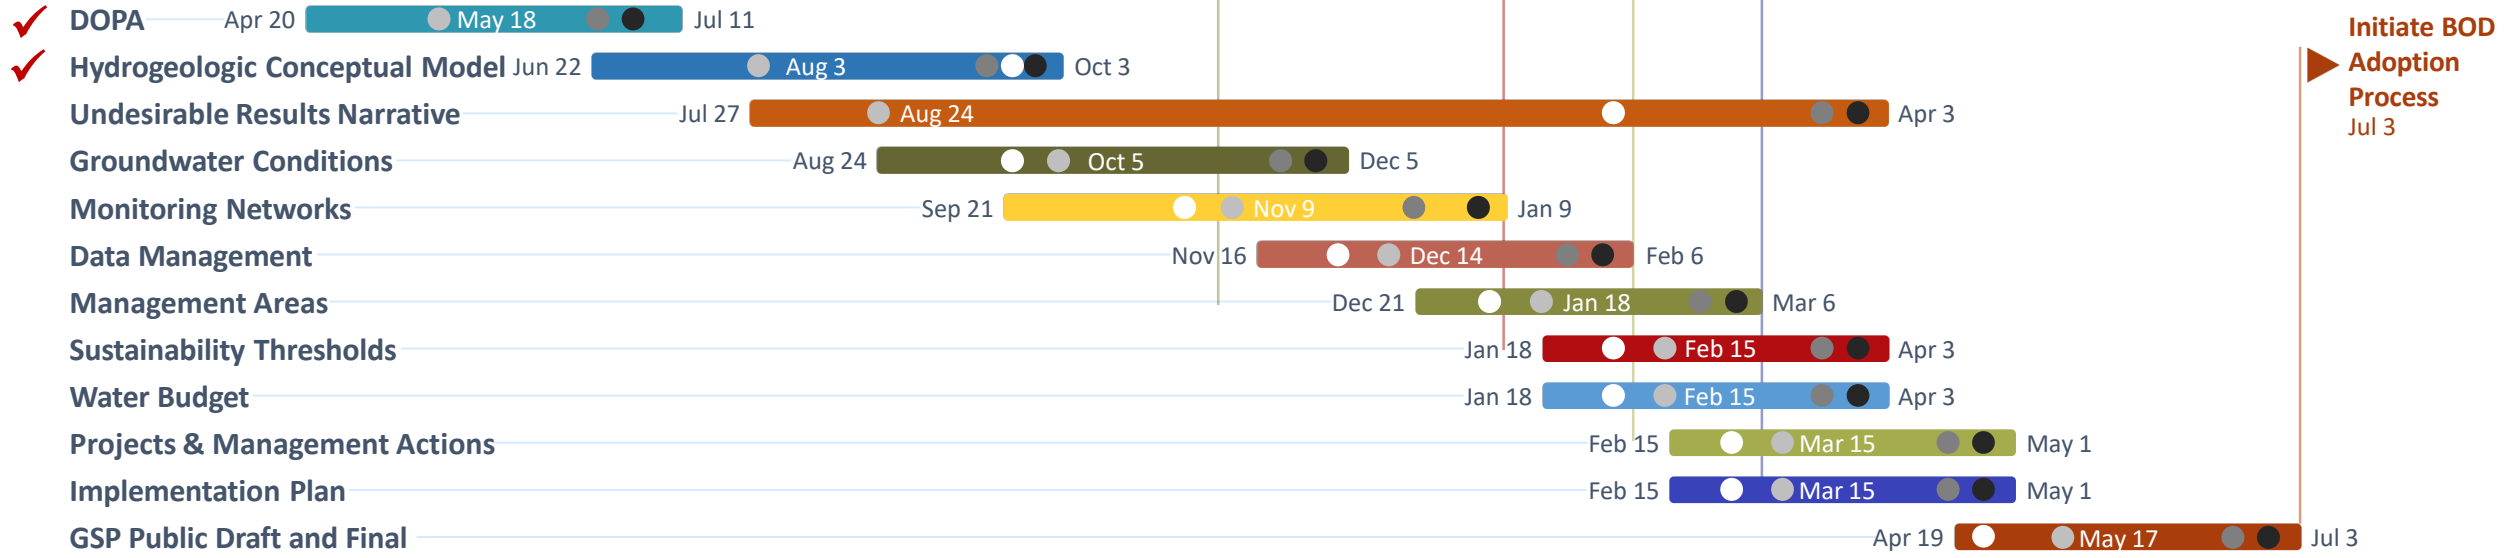 DOPA Apr 20 May 18 Jul 11
Hydrogeologic Conceptual Model Jun 22 Aug 3 Oct 3
Undesirable Results Narrative Jul 27 Aug 24 Apr 3
Groundwater Conditions Aug 24 Oct 5 Dec 5
Monitoring Networks Sep 21 Nov 9 Jan 9
Data Management Nov 16 Dec 14 Feb 6
Management Areas Dec 21 Jan 18 Mar 6
Sustainability Thresholds Jan 18 Feb 15 Apr 3
Water Budget Jan 18 Feb 15 Apr 3
Projects & Management Actions Feb 15 Mar 15 May 1
Implementation Plan Feb 15 Mar 15 May 1
GSP Public Draft and Final Apr 19 May 17 Jul 3
Initiate BOD
Adoption
Process
Jul 3